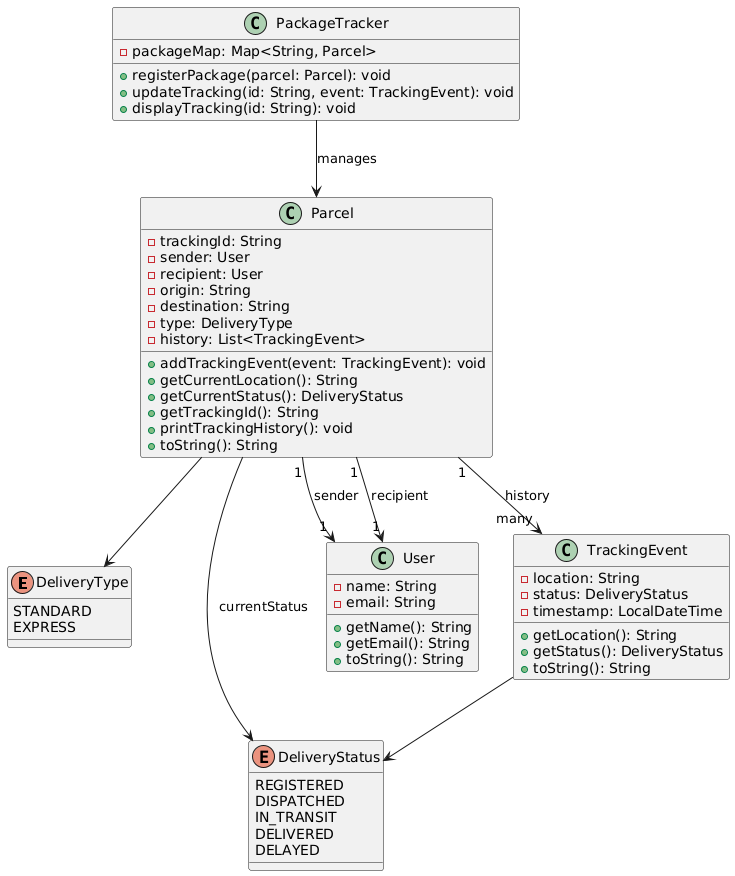 C PackageTracker
packageMap: Map<String, Parcel>
registerPackage(parcel: Parcel): void
updateTracking(id: String, event: TrackingEvent): void
displayTracking(id: String): void
manages
C Parcel
trackingId: String
sender: User
recipient: User
origin: String
destination: String
type: DeliveryType
history: List<TrackingEvent>
addTrackingEvent(event: TrackingEvent): void
getCurrentLocation(): String
getCurrentStatus(): DeliveryStatus
getTrackingId(): String
printTrackingHistory(): void
toString(): String
1
1
1
sender
recipient
history
1
1
many
E DeliveryType
STANDARD
EXPRESS
currentStatus
C User
name: String
email: String
getName(): String
getEmail(): String
toString(): String
C TrackingEvent
location: String
status: DeliveryStatus
timestamp: LocalDateTime
getLocation(): String
getStatus(): DeliveryStatus
toString(): String
E DeliveryStatus
REGISTERED
DISPATCHED
IN_TRANSIT
DELIVERED
DELAYED